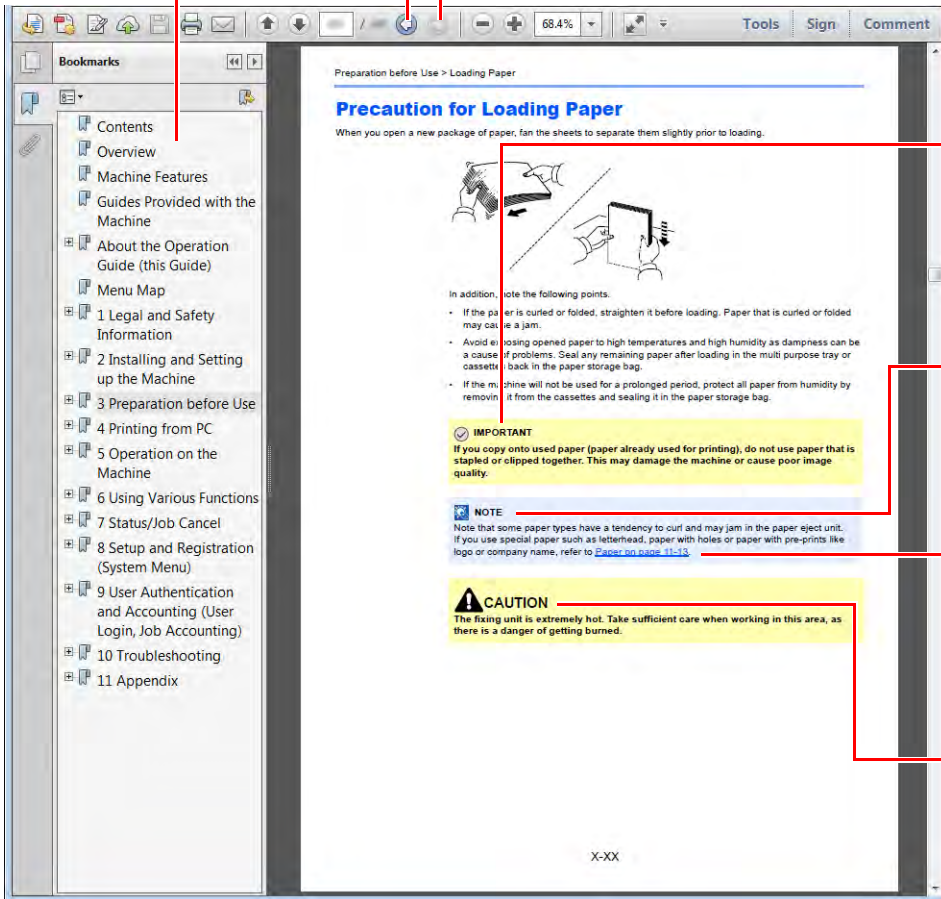 / 68.4% Tools Sign Comment
Bookmarks
Contents
Overview
Machine Features
Guides Provided with the
Machine
About the Operation
Guide (this Guide)
Menu Map
1 Legal and Safety
Information
2 Installing and Setting
up the Machine
3 Preparation before Use
4 Printing from PC
5 Operation on the
Machine
6 Using Various Functions
7 Status/Job Cancel
8 Setup and Registration
(System Menu)
9 User Authentication
and Accounting (User
Login, Job Accounting)
10 Troubleshooting
11 Appendix
Preparation before Use > Loading Paper
Precaution for Loading Paper
When you open a new package of paper, fan the sheets to separate them slightly prior to loading.
In addition, note the following points.
• If the paper is curled or folded, straighten it before loading. Paper that is curled or folded
may cause a jam.
• Avoid exposing opened paper to high temperatures and high humidity as dampness can be
a cause of problems. Seal any remaining paper after loading in the multi purpose tray or
cassettes back in the paper storage bag.
• If the machine will not be used for a prolonged period, protect all paper from humidity by
removing it from the cassettes and sealing it in the paper storage bag.
IMPORTANT
If you copy onto used paper (paper already used for printing), do not use paper that is
stapled or clipped together. This may damage the machine or cause poor image
quality.
NOTE
Note that some paper types have a tendency to curl and may jam in the paper eject unit.
If you use special paper such as letterhead, paper with holes or paper with pre-prints like
logo or company name, refer to Paper on page 11-13.
CAUTION
The fixing unit is extremely hot. Take sufficient care when working in this area, as
there is a danger of getting burned.
X-XX